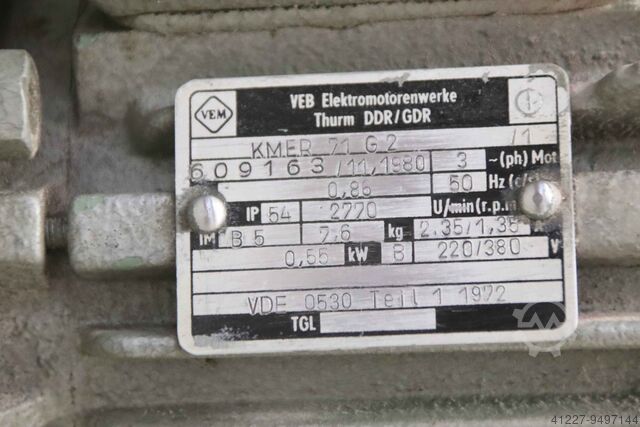 VEM
VEB Elektromotorenwerke
Thurm DDR/GDR
KMER 71 G 2 /1
609163 /11,1980 3 ~(ph) Mot
0,86 50 Hz (c/s)
IP 54 2770 U/min (r.p.m
IM B 5 7,6 kg 2.35/1,35 A
0,55 kW B 220/380 V
VDE 0530 Teil 1 1972
TGL
41227-9497144